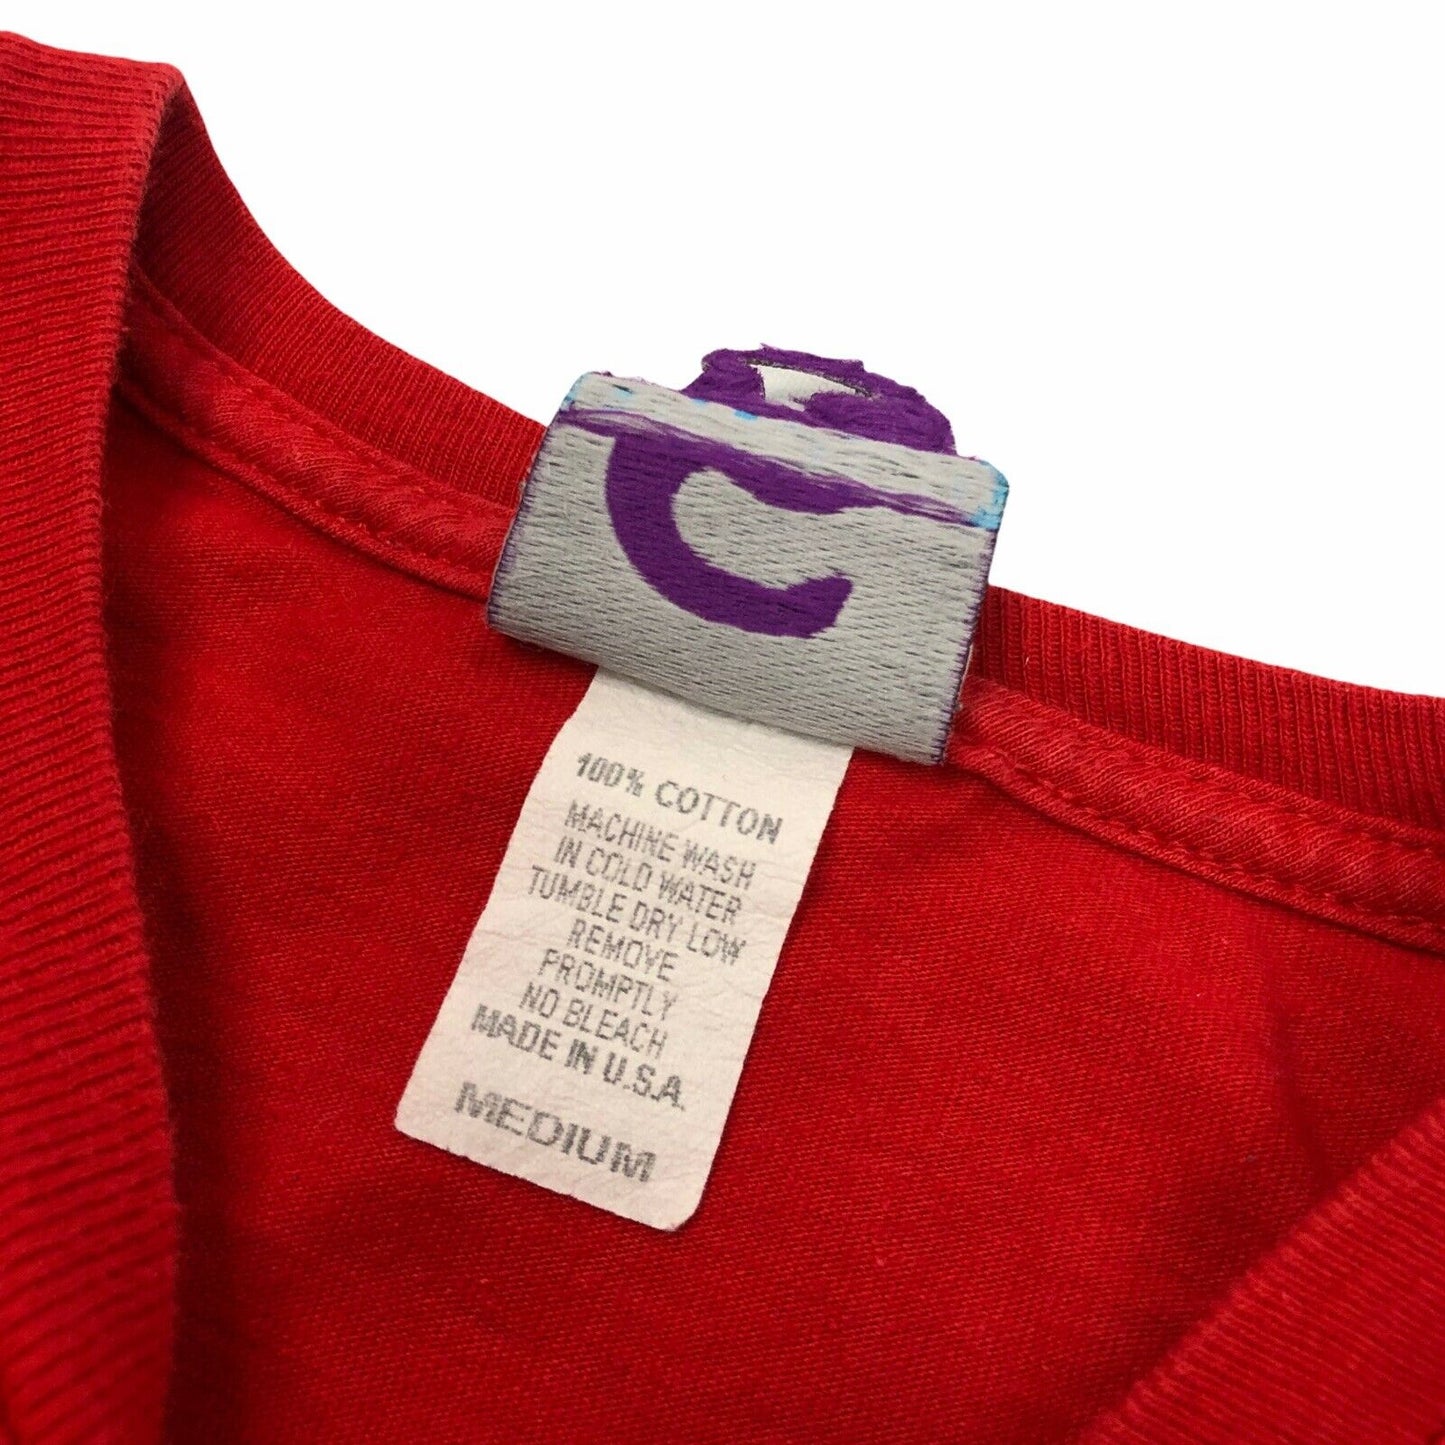 C
100% COTTON
MACHINE WASH
IN COLD WATER
TUMBLE DRY LOW
REMOVE
PROMPTLY
NO BLEACH
MADE IN U.S.A.
MEDIUM